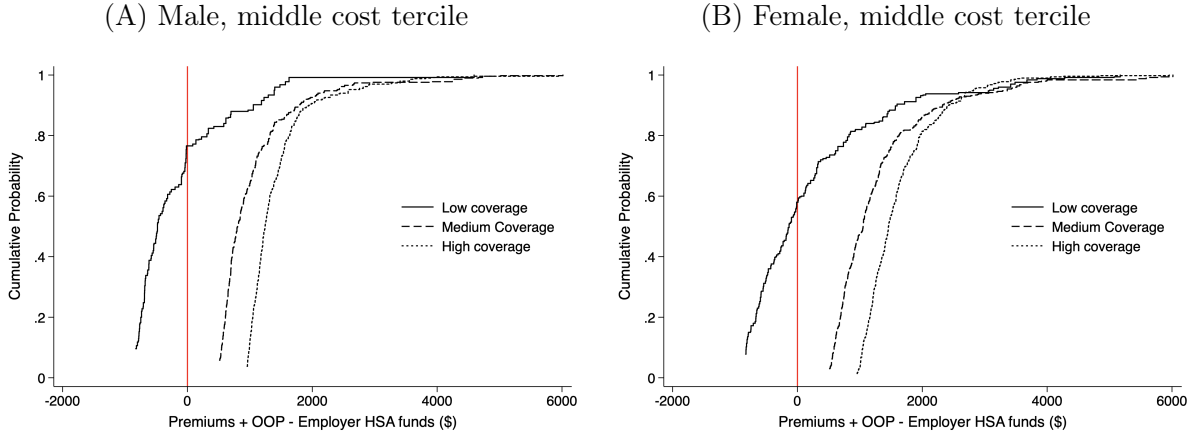 (A) Male, middle cost tercile
1
.8
.6
.4
.2
0
Cumulative Probability
Low coverage
Medium Coverage
High coverage
-2000
0
2000
4000
6000
Premiums + OOP - Employer HSA funds ($)
(B) Female, middle cost tercile
1
.8
.6
.4
.2
0
Cumulative Probability
Low coverage
Medium Coverage
High coverage
-2000
0
2000
4000
6000
Premiums + OOP - Employer HSA funds ($)